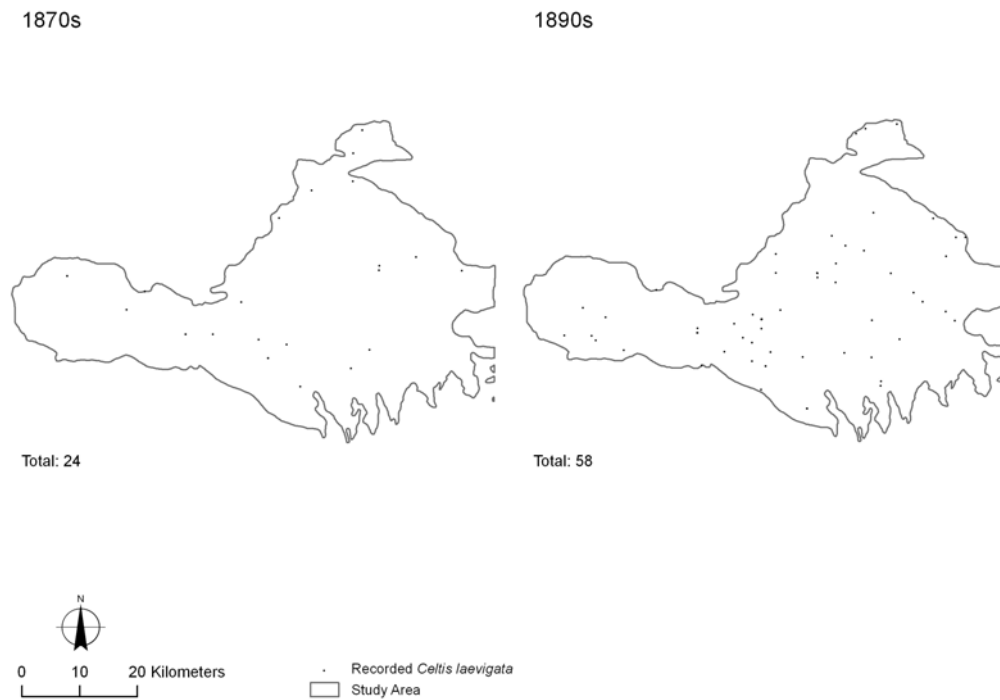 1870s
1890s
Total: 24
Total: 58
N
0 10 20 Kilometers
Recorded Celtis laevigata
Study Area